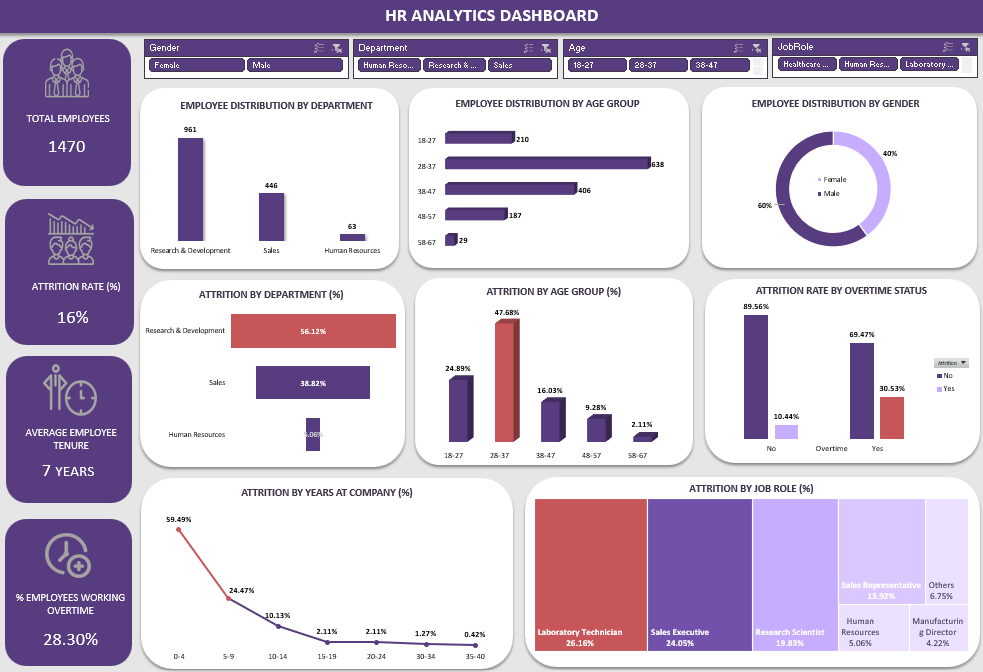 HR ANALYTICS DASHBOARD
TOTAL EMPLOYEES
1470
ATTRITION RATE (%)
16%
AVERAGE EMPLOYEE
TENURE
7 YEARS
% EMPLOYEES WORKING
OVERTIME
28.30%
Gender
Female Male
Department
Human Reso... Research & ... Sales
Age
18-27 28-37 38-47
JobRole
Healthcare ... Human Res... Laboratory ...
EMPLOYEE DISTRIBUTION BY DEPARTMENT
961
446
63
Research & Development Sales Human Resources
EMPLOYEE DISTRIBUTION BY AGE GROUP
18-27 210
28-37 638
38-47 406
48-57 187
58-67 29
EMPLOYEE DISTRIBUTION BY GENDER
40%
Female
Male
60%
ATTRITION BY DEPARTMENT (%)
Research & Development 56.12%
Sales 38.82%
Human Resources 5.06%
ATTRITION BY AGE GROUP (%)
24.89% 47.68% 16.03% 9.28% 2.11%
18-27 28-37 38-47 48-57 58-67
ATTRITION RATE BY OVERTIME STATUS
89.56%
10.44%
69.47%
30.53%
Attrition
No
Yes
No Overtime Yes
ATTRITION BY YEARS AT COMPANY (%)
59.49%
24.47%
10.13%
2.11% 2.11% 1.27% 0.42%
0-4 5-9 10-14 15-19 20-24 30-34 35-40
ATTRITION BY JOB ROLE (%)
Laboratory Technician
26.16%
Sales Executive
24.05%
Research Scientist
19.83%
Sales Representative
13.92%
Others
6.75%
Human
Resources
5.06%
Manufacturin
g Director
4.22%